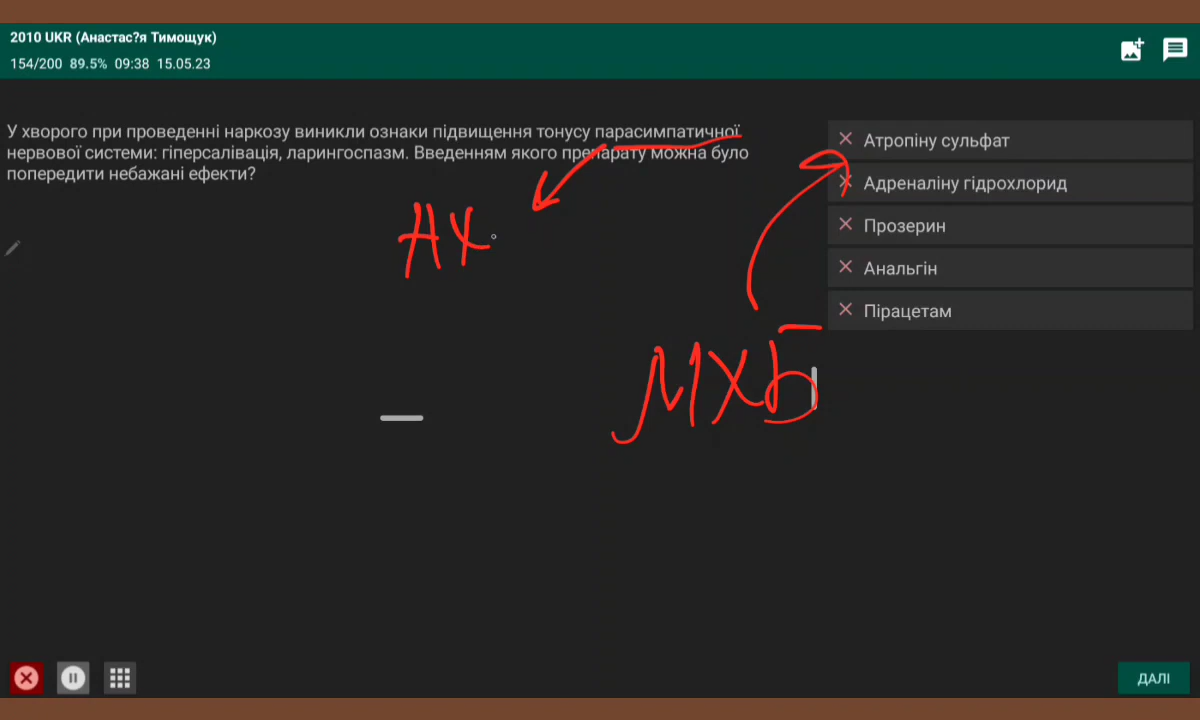 2010 UKR (Анастас?я Тимощук)
154/200 89.5% 09:38 15.05.23
У хворого при проведенні наркозу виникли ознаки підвищення тонусу парасимпатичної
нервової системи: гіперсалівація, ларингоспазм. Введенням якого препарату можна було
попередити небажані ефекти?
Атропіну сульфат
Адреналіну гідрохлорид
Прозерин
Анальгін
Пірацетам
АХ
МХБ
ДАЛІ